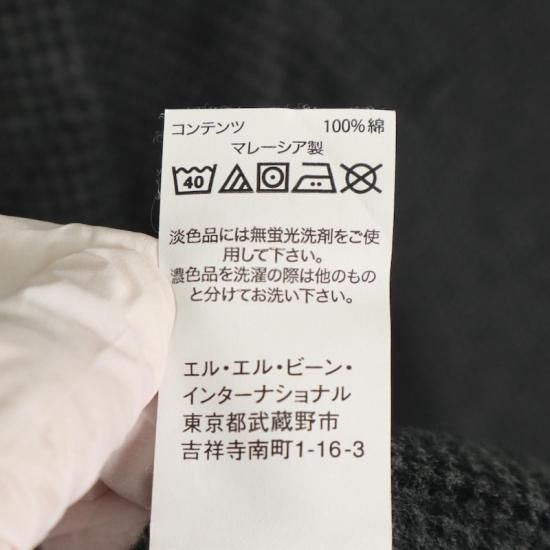 コンテンツ 100%綿
マレーシア製
40
淡色品には無蛍光洗剤をご使
用して下さい。
濃色品を洗濯の際は他のもの
と分けてお洗い下さい。
エル・エル・ビーン・
インターナショナル
東京都武蔵野市
吉祥寺南町1-16-3